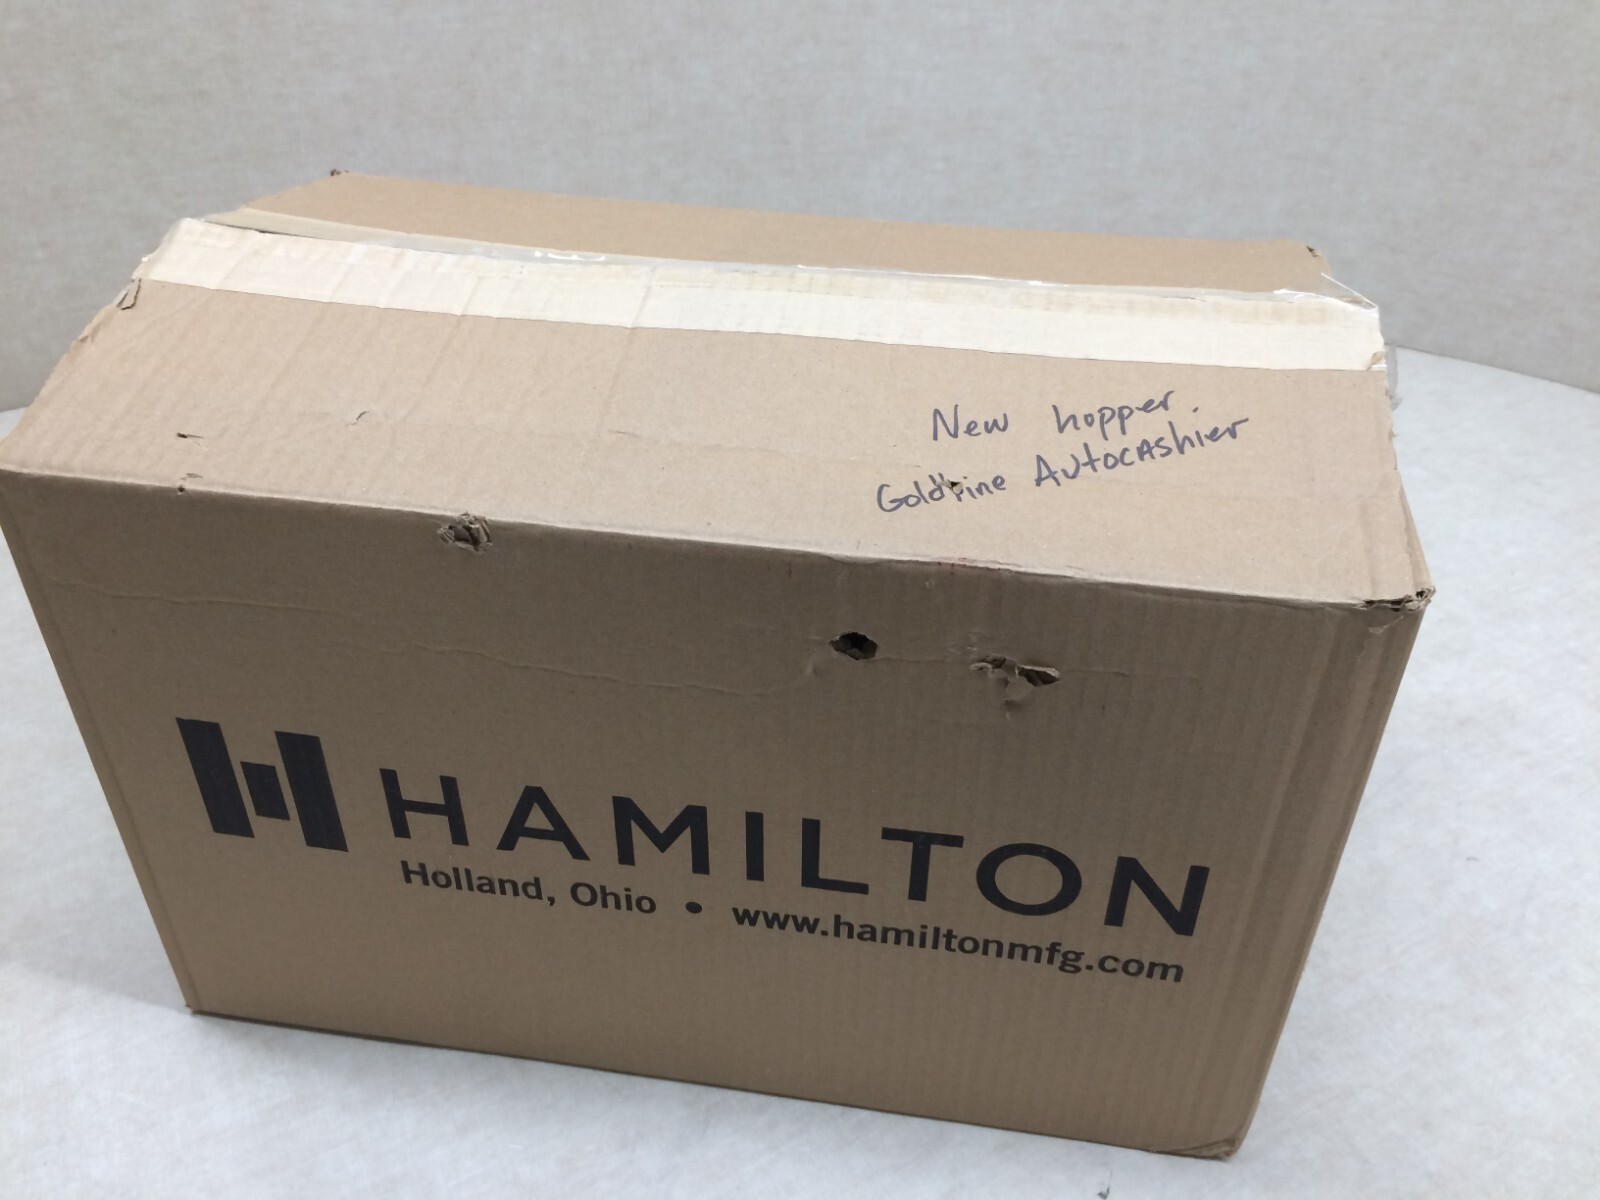 New hopper
Goldline Autocashier
HAMILTON
Holland, Ohio • www.hamiltonmfg.com